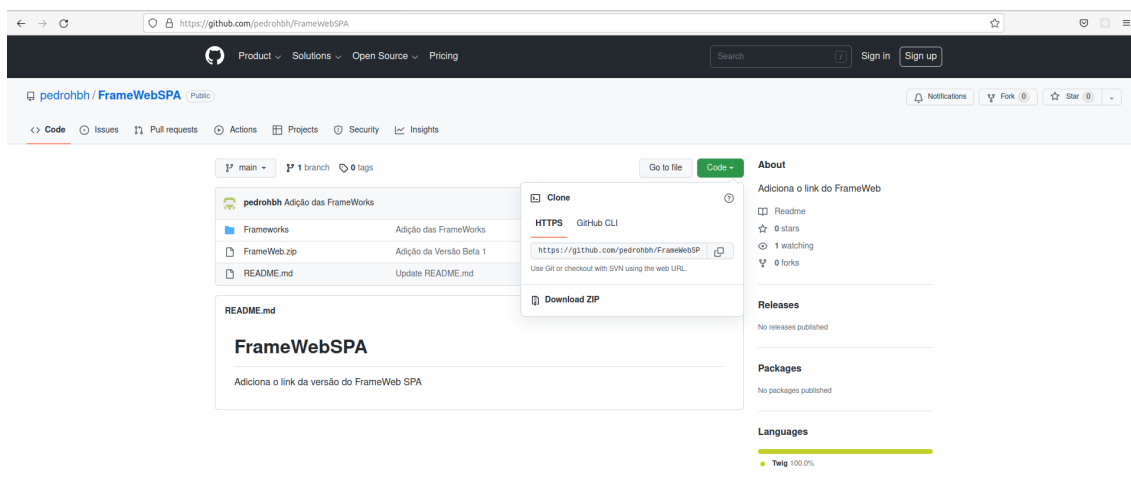 https://github.com/pedrohbh/FrameWebSPA
Product Solutions Open Source Pricing Search / Sign in Sign up
pedrohbh / FrameWebSPA Public Notifications Fork 0 Star 0
<> Code Issues Pull requests Actions Projects Security Insights
main 1 branch 0 tags Go to file Code
pedrohbh Adição das FrameWorks
Frameworks Adição das FrameWorks
FrameWeb.zip Adição da Versão Beta 1
README.md Update README.md
Clone
HTTPS GitHub CLI
https://github.com/pedrohbh/FrameWebSP
Use Git or checkout with SVN using the web URL.
Download ZIP
README.md
FrameWebSPA
Adiciona o link da versão do FrameWeb SPA
About
Adiciona o link do FrameWeb
Readme
0 stars
1 watching
0 forks
Releases
No releases published
Packages
No packages published
Languages
Twig 100.0%